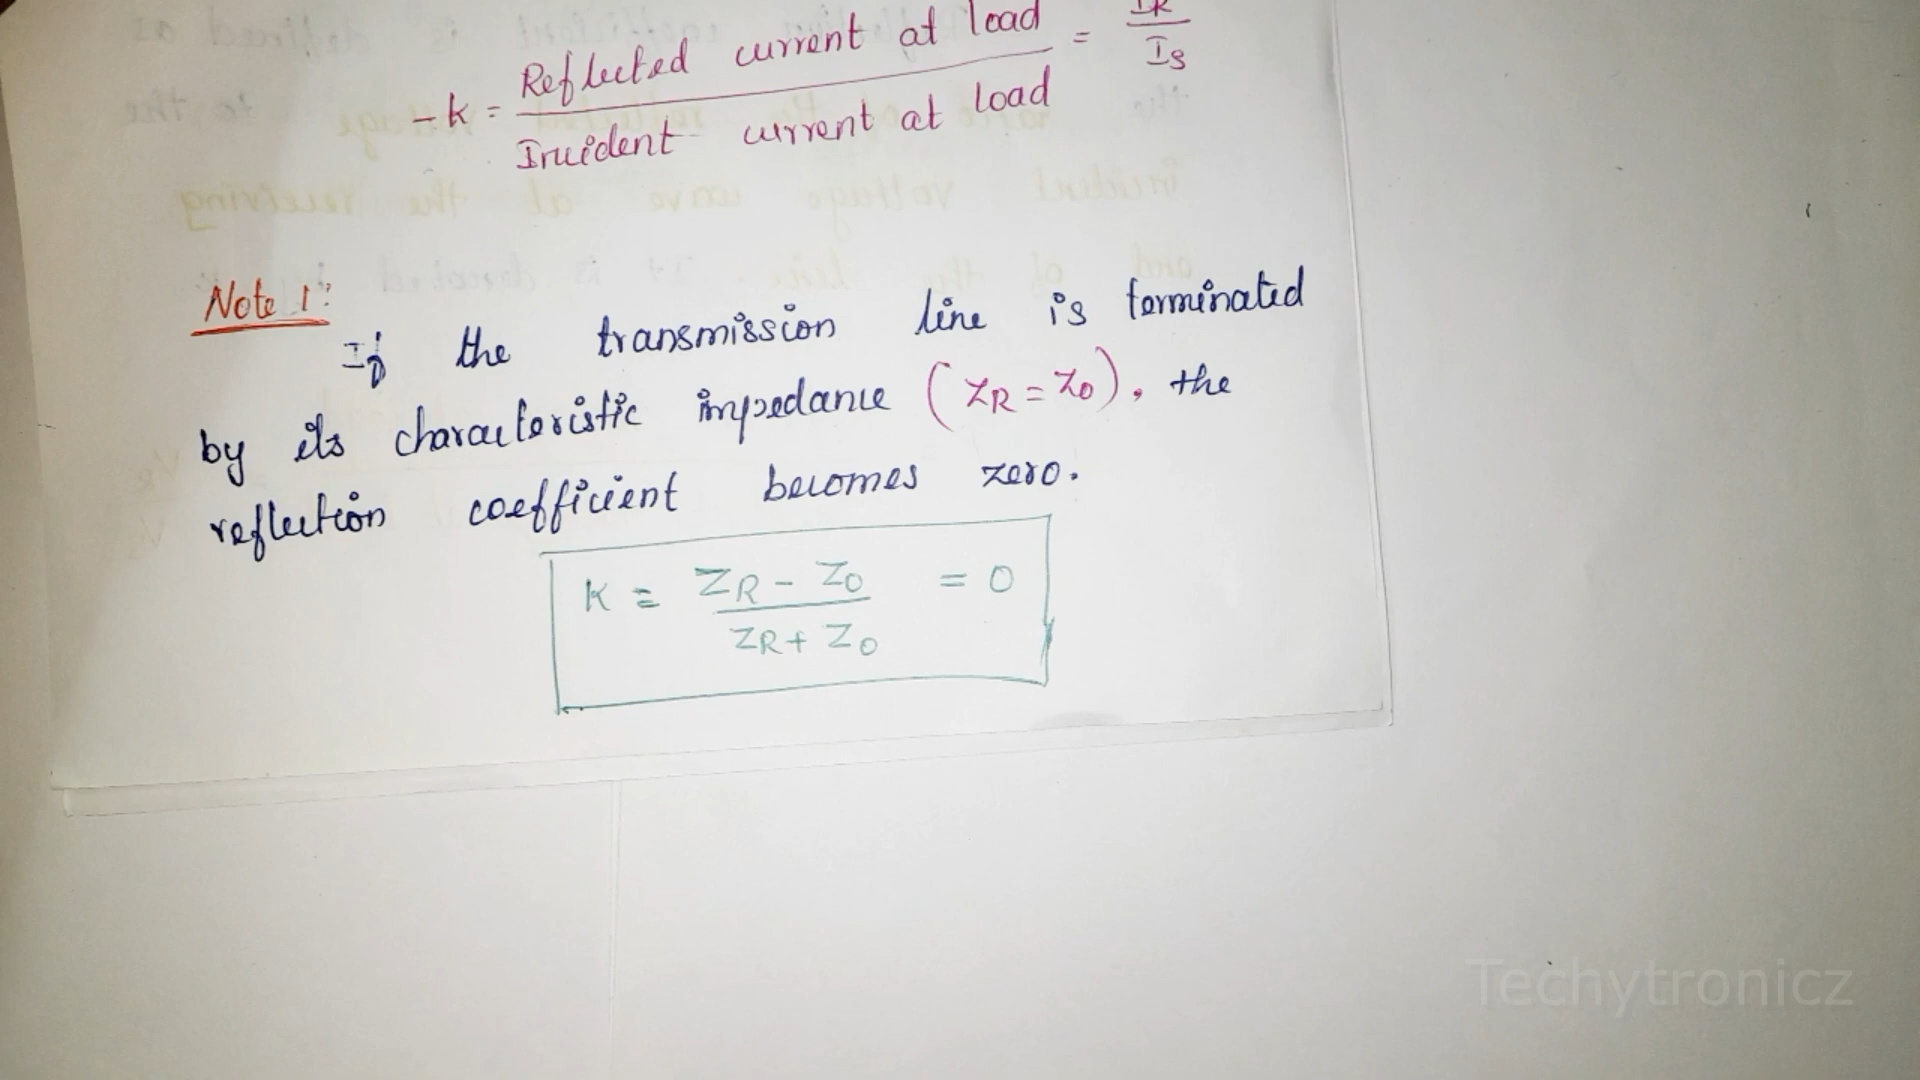 -k = Reflected current at load / Incident current at load = IR / IS
Note 1:
If the transmission line is terminated
by its characteristic impedance (ZR = Z0), the
reflection coefficient becomes zero.
K = ZR - Z0 / ZR + Z0 = 0
Techytronicz